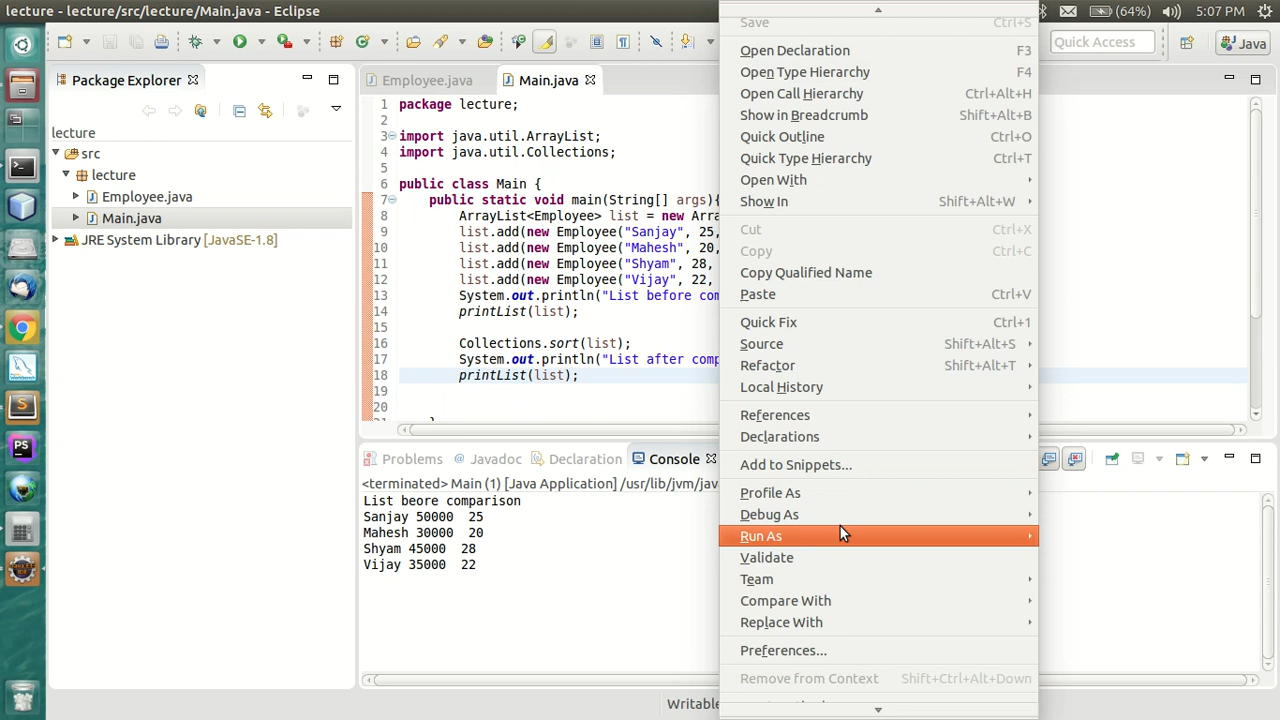 lecture - lecture/src/lecture/Main.java - Eclipse
(64%)
5:07 PM
Quick Access
Java
Package Explorer
lecture
src
lecture
Employee.java
Main.java
JRE System Library [JavaSE-1.8]
Employee.java
Main.java
1 package lecture;
2
3 import java.util.ArrayList;
4 import java.util.Collections;
5
6 public class Main {
7 public static void main(String[] args){
8 ArrayList<Employee> list = new Arra
9 list.add(new Employee("Sanjay", 25,
10 list.add(new Employee("Mahesh", 20,
11 list.add(new Employee("Shyam", 28,
12 list.add(new Employee("Vijay", 22,
13 System.out.println("List before com
14 printList(list);
15
16 Collections.sort(list);
17 System.out.println("List after comp
18 printList(list);
19
20
Problems
Javadoc
Declaration
Console
<terminated> Main (1) [Java Application] /usr/lib/jvm/jav
List beore comparison
Sanjay 50000 25
Mahesh 30000 20
Shyam 45000 28
Vijay 35000 22
Save Ctrl+S
Open Declaration F3
Open Type Hierarchy F4
Open Call Hierarchy Ctrl+Alt+H
Show in Breadcrumb Shift+Alt+B
Quick Outline Ctrl+O
Quick Type Hierarchy Ctrl+T
Open With
Show In Shift+Alt+W
Cut Ctrl+X
Copy Ctrl+C
Copy Qualified Name
Paste Ctrl+V
Quick Fix Ctrl+1
Source Shift+Alt+S
Refactor Shift+Alt+T
Local History
References
Declarations
Add to Snippets...
Profile As
Debug As
Run As
Validate
Team
Compare With
Replace With
Preferences...
Remove from Context Shift+Ctrl+Alt+Down
Writable
PS
S